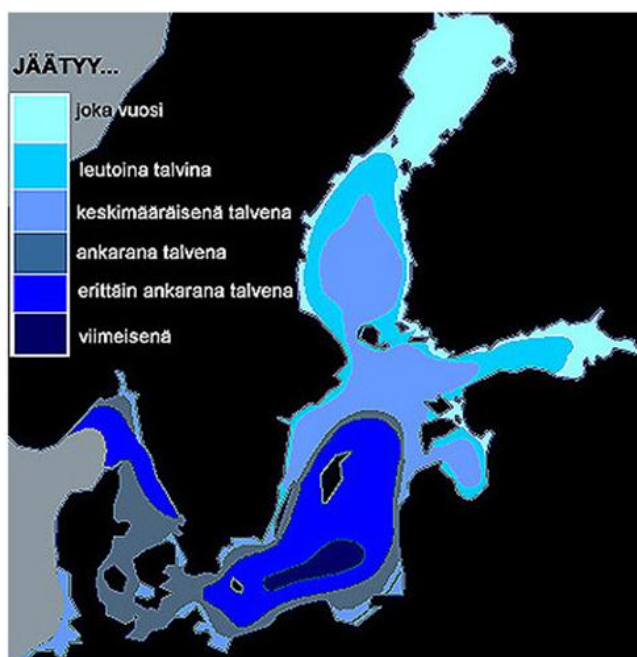 JÄÄTYY...
joka vuosi
leutoina talvina
keskimääräisenä talvena
ankarana talvena
erittäin ankarana talvena
viimeisenä